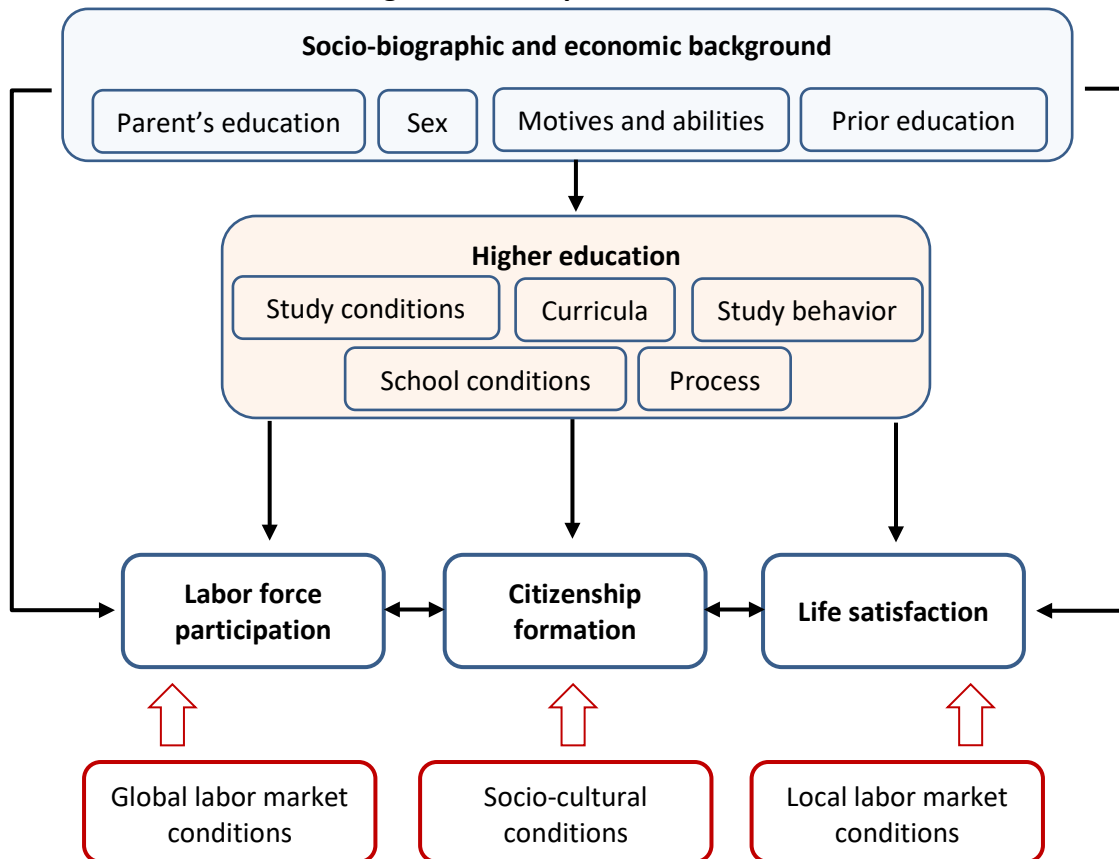 Socio-biographic and economic background
Parent's education
Sex
Motives and abilities
Prior education
Higher education
Study conditions
Curricula
Study behavior
School conditions
Process
Labor force
participation
Citizenship
formation
Life satisfaction
Global labor market
conditions
Socio-cultural
conditions
Local labor market
conditions